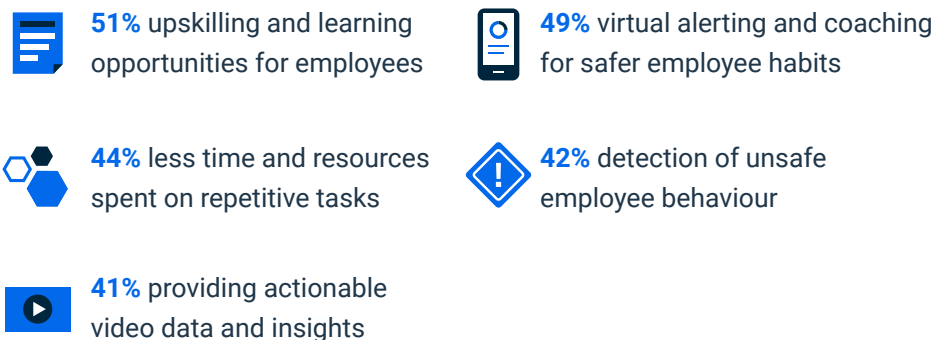 51% upskilling and learning
opportunities for employees
49% virtual alerting and coaching
for safer employee habits
44% less time and resources
spent on repetitive tasks
42% detection of unsafe
employee behaviour
41% providing actionable
video data and insights